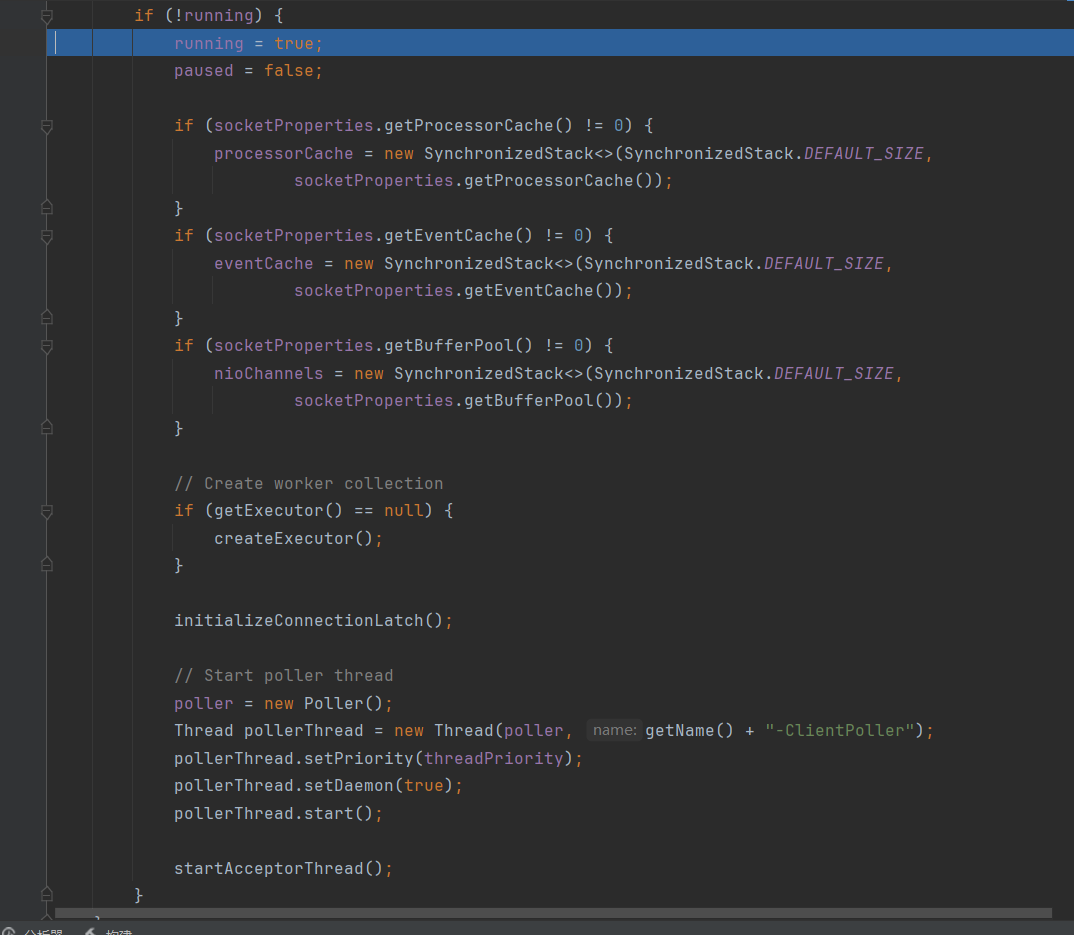 if (!running) {
running = true;
paused = false;
if (socketProperties.getProcessorCache() != 0) {
processorCache = new SynchronizedStack<>(SynchronizedStack.DEFAULT_SIZE,
socketProperties.getProcessorCache());
}
if (socketProperties.getEventCache() != 0) {
eventCache = new SynchronizedStack<>(SynchronizedStack.DEFAULT_SIZE,
socketProperties.getEventCache());
}
if (socketProperties.getBufferPool() != 0) {
nioChannels = new SynchronizedStack<>(SynchronizedStack.DEFAULT_SIZE,
socketProperties.getBufferPool());
}
// Create worker collection
if (getExecutor() == null) {
createExecutor();
}
initializeConnectionLatch();
// Start poller thread
poller = new Poller();
Thread pollerThread = new Thread(poller, name: getName() + "-ClientPoller");
pollerThread.setPriority(threadPriority);
pollerThread.setDaemon(true);
pollerThread.start();
startAcceptorThread();
}